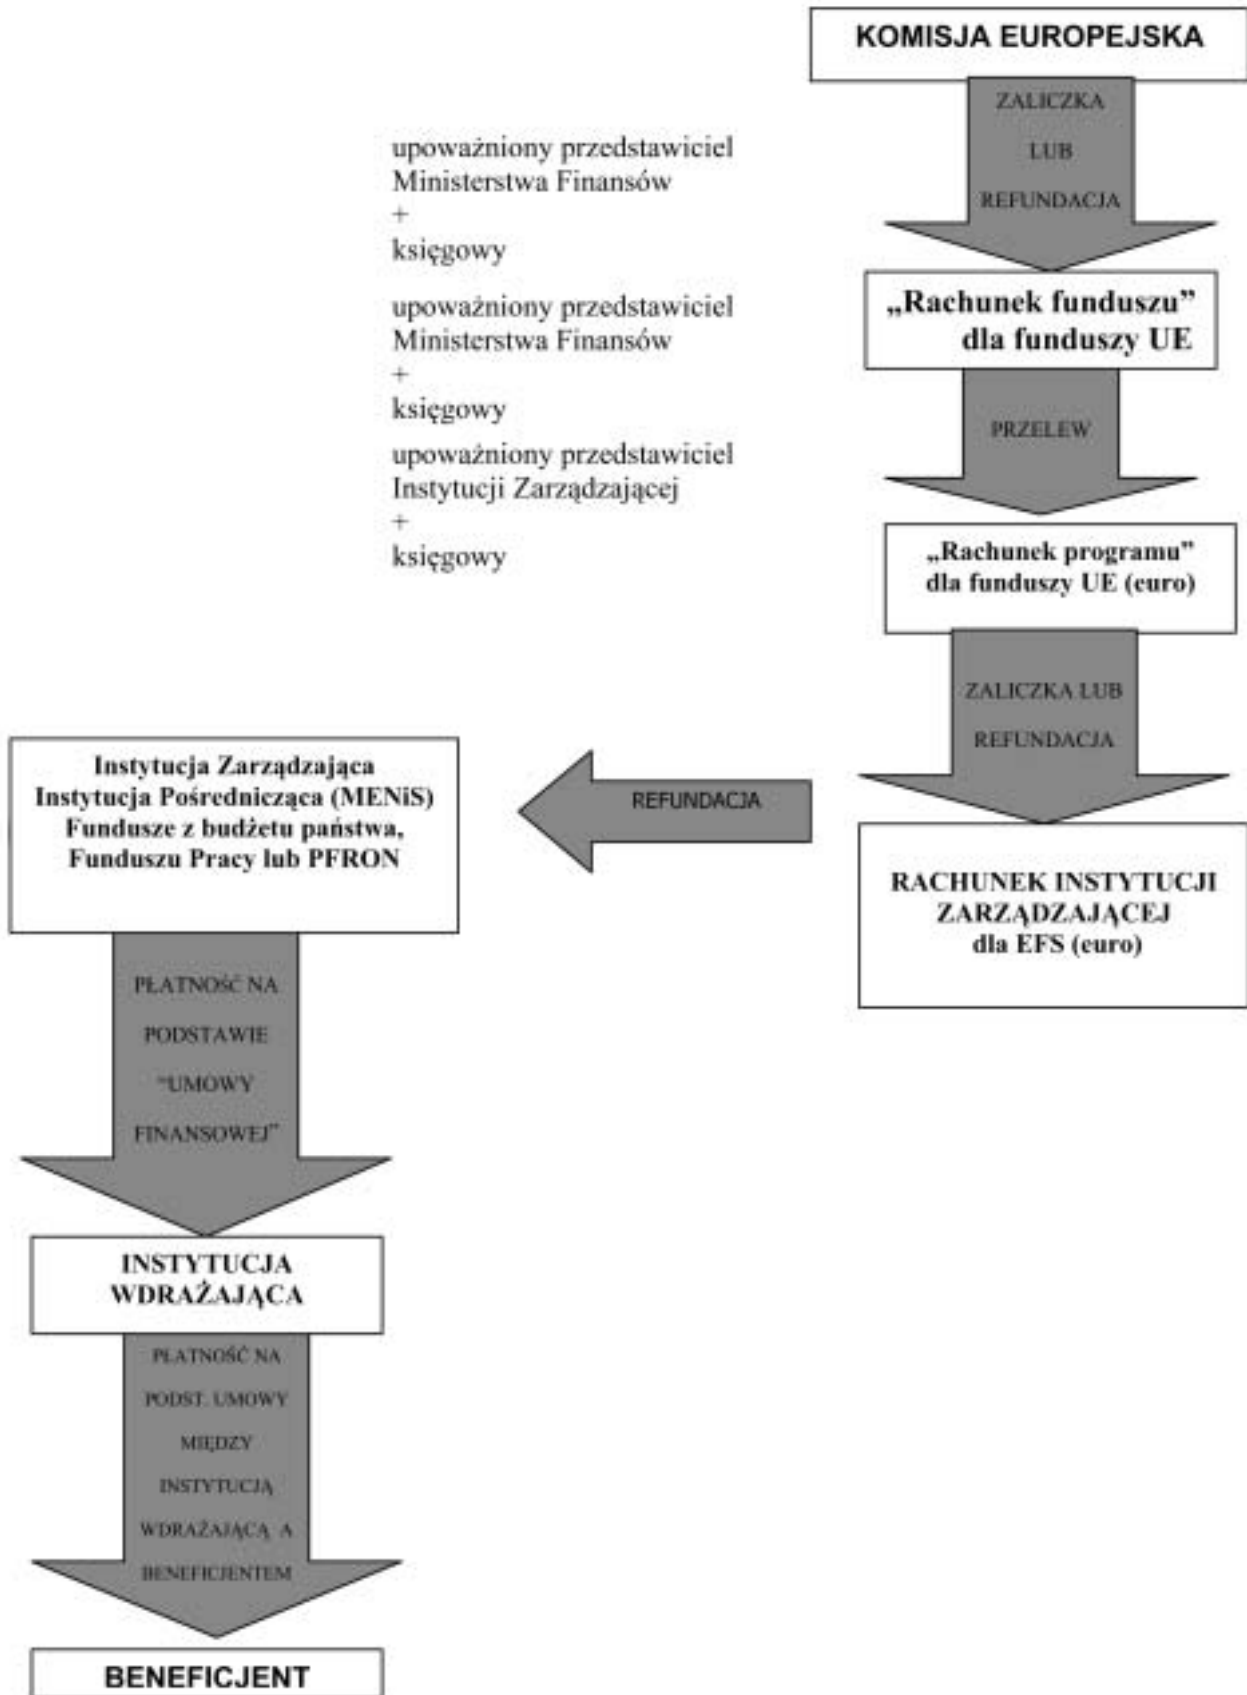 KOMISJA EUROPEJSKA
ZALICZKA
LUB
REFUNDACJA
upoważniony przedstawiciel
Ministerstwa Finansów
+
księgowy
„Rachunek funduszu”
dla funduszy UE
upoważniony przedstawiciel
Ministerstwa Finansów
+
księgowy
PRZELEW
upoważniony przedstawiciel
Instytucji Zarządzającej
+
księgowy
„Rachunek programu”
dla funduszy UE (euro)
ZALICZKA LUB
REFUNDACJA
RACHUNEK INSTYTUCJI
ZARZĄDZAJĄCEJ
dla EFS (euro)
REFUNDACJA
Instytucja Zarządzająca
Instytucja Pośrednicząca (MENiS)
Fundusze z budżetu państwa,
Funduszu Pracy lub PFRON
PŁATNOŚĆ NA
PODSTAWIE
“UMOWY
FINANSOWEJ”
INSTYTUCJA
WDRAŻAJĄCA
PŁATNOŚĆ NA
PODST. UMOWY
MIĘDZY
INSTYTUCJĄ
WDRAŻAJĄCĄ A
BENEFICJENTEM
BENEFICJENT